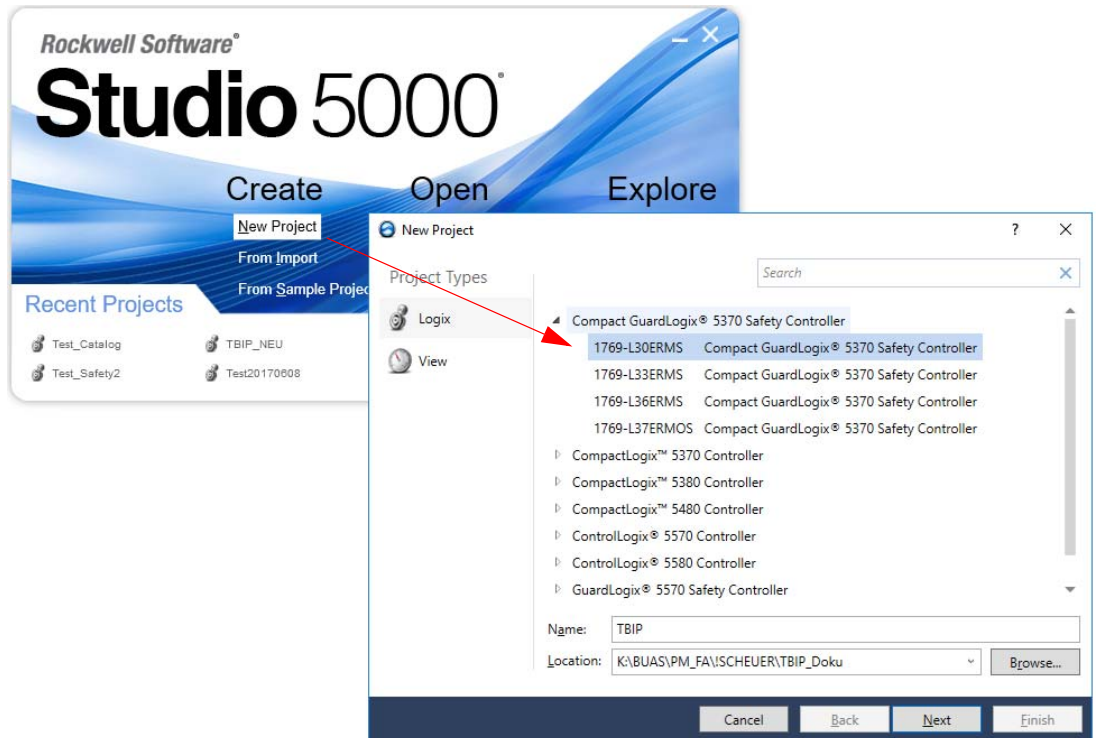 Rockwell Software®
Studio 5000®
Create Open Explore
New Project
From Import
From Sample Projec
Recent Projects
Test_Catalog TBIP_NEU
Test_Safety2 Test20170608
New Project ?
Project Types
Search
Logix
View
Compact GuardLogix® 5370 Safety Controller
1769-L30ERMS Compact GuardLogix® 5370 Safety Controller
1769-L33ERMS Compact GuardLogix® 5370 Safety Controller
1769-L36ERMS Compact GuardLogix® 5370 Safety Controller
1769-L37ERMOS Compact GuardLogix® 5370 Safety Controller
CompactLogix™ 5370 Controller
CompactLogix™ 5380 Controller
CompactLogix™ 5480 Controller
ControlLogix® 5570 Controller
ControlLogix® 5580 Controller
GuardLogix® 5570 Safety Controller
Name: TBIP
Location: K:\BUAS\PM_FA\!SCHEUER\TBIP_Doku Browse...
Cancel Back Next Finish